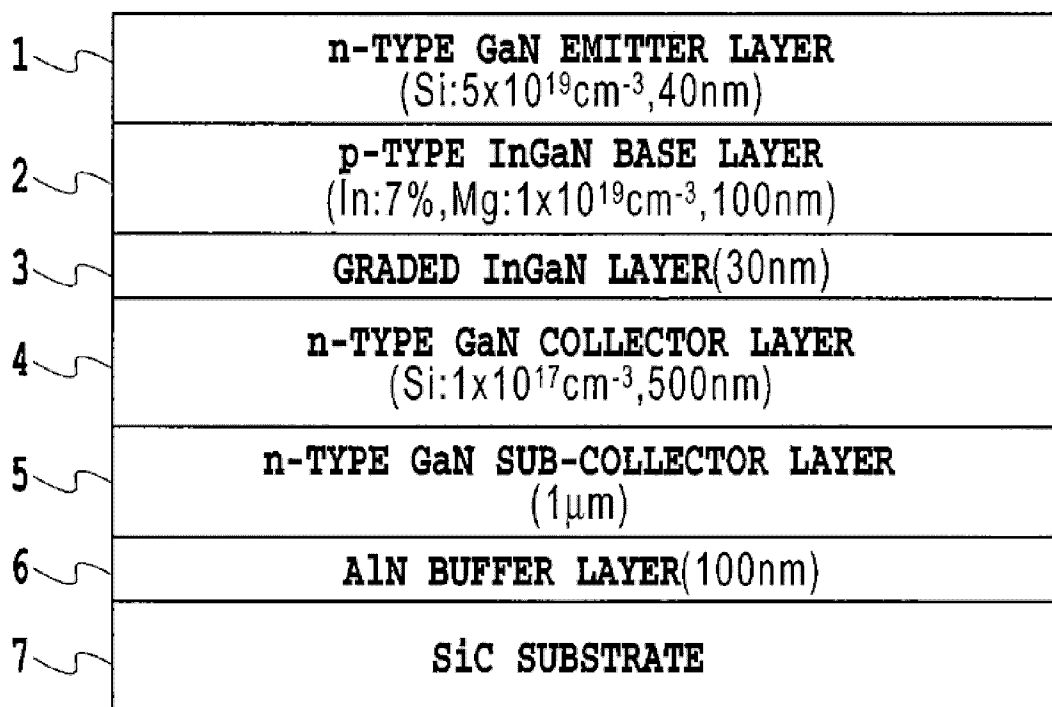 1 n-TYPE GaN EMITTER LAYER
(Si:5x10¹⁹cm⁻³,40nm)
2 p-TYPE InGaN BASE LAYER
(In:7%,Mg:1x10¹⁹cm⁻³,100nm)
3 GRADED InGaN LAYER(30nm)
4 n-TYPE GaN COLLECTOR LAYER
(Si:1x10¹⁷cm⁻³,500nm)
5 n-TYPE GaN SUB-COLLECTOR LAYER
(1μm)
6 AlN BUFFER LAYER(100nm)
7 SiC SUBSTRATE